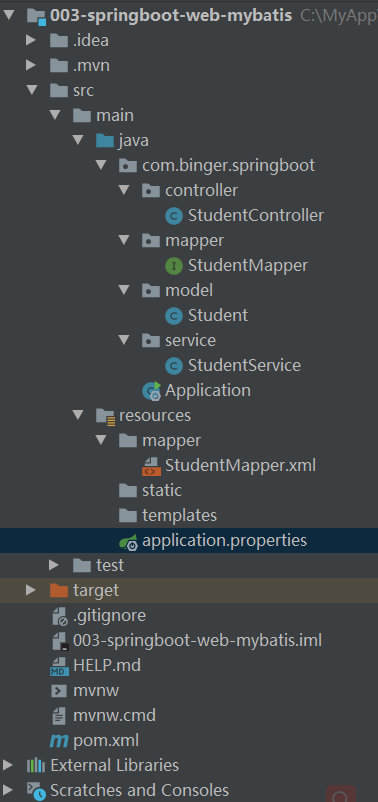 003-springboot-web-mybatis C:\MyApp
.idea
.mvn
src
main
java
com.binger.springboot
controller
StudentController
mapper
StudentMapper
model
Student
service
StudentService
Application
resources
mapper
StudentMapper.xml
static
templates
application.properties
test
target
.gitignore
003-springboot-web-mybatis.iml
HELP.md
mvnw
mvnw.cmd
pom.xml
External Libraries
Scratches and Consoles